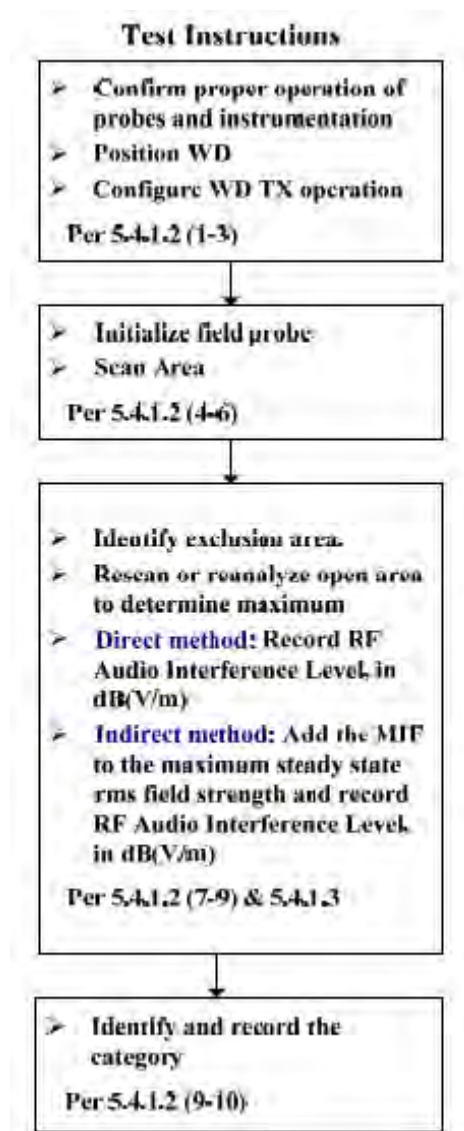 Test Instructions
➢ Confirm proper operation of
probes and instrumentation
➢ Position WD
➢ Configure WD TX operation
Per 5.4.1.2 (1-3)
➢ Initialize field probe
➢ Scan Area
Per 5.4.1.2 (4-6)
➢ Identify exclusion area.
➢ Rescan or reanalyze open area
to determine maximum
➢ Direct method: Record RF
Audio Interference Level, in
dB(V/m)
➢ Indirect method: Add the MIF
to the maximum steady state
rms field strength and record
RF Audio Interference Level,
in dB(V/m)
Per 5.4.1.2 (7-9) & 5.4.1.3
➢ Identify and record the
category
Per 5.4.1.2 (9-10)